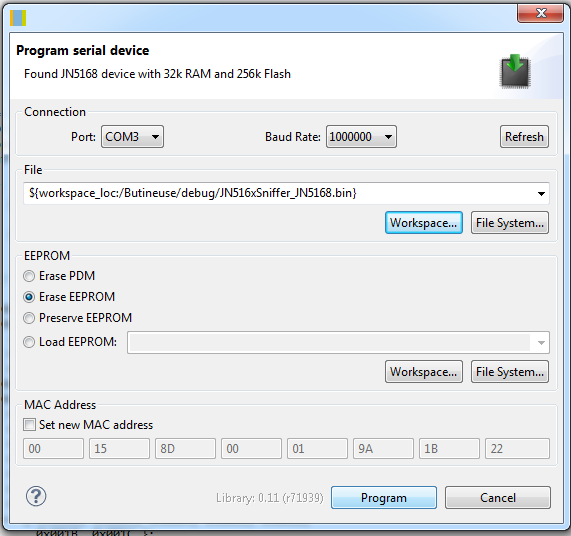 Program serial device
Found JN5168 device with 32k RAM and 256k Flash
Connection
Port: COM3 Baud Rate: 1000000 Refresh
File
${workspace_loc:/Butineuse/debug/JN516xSniffer_JN5168.bin}
Workspace... File System...
EEPROM
Erase PDM
Erase EEPROM
Preserve EEPROM
Load EEPROM:
Workspace... File System...
MAC Address
Set new MAC address
00 15 8D 00 01 9A 1B 22
Library: 0.11 (r71939) Program Cancel